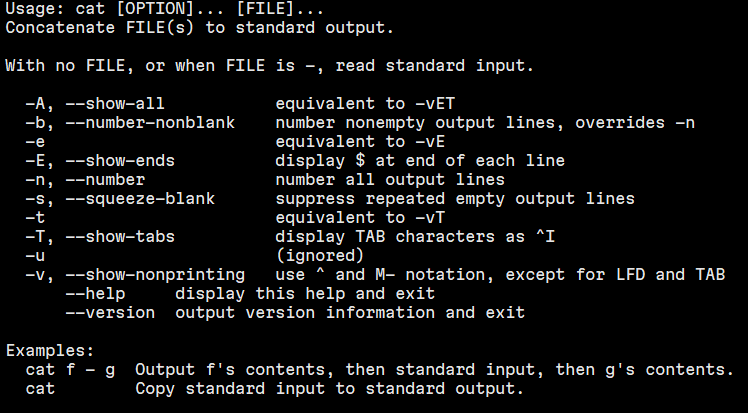 Usage: cat [OPTION]... [FILE]...
Concatenate FILE(s) to standard output.

With no FILE, or when FILE is -, read standard input.

  -A, --show-all           equivalent to -vET
  -b, --number-nonblank    number nonempty output lines, overrides -n
  -e                       equivalent to -vE
  -E, --show-ends          display $ at end of each line
  -n, --number             number all output lines
  -s, --squeeze-blank      suppress repeated empty output lines
  -t                       equivalent to -vT
  -T, --show-tabs          display TAB characters as ^I
  -u                       (ignored)
  -v, --show-nonprinting   use ^ and M- notation, except for LFD and TAB
      --help     display this help and exit
      --version  output version information and exit

Examples:
  cat f - g  Output f's contents, then standard input, then g's contents.
  cat        Copy standard input to standard output.